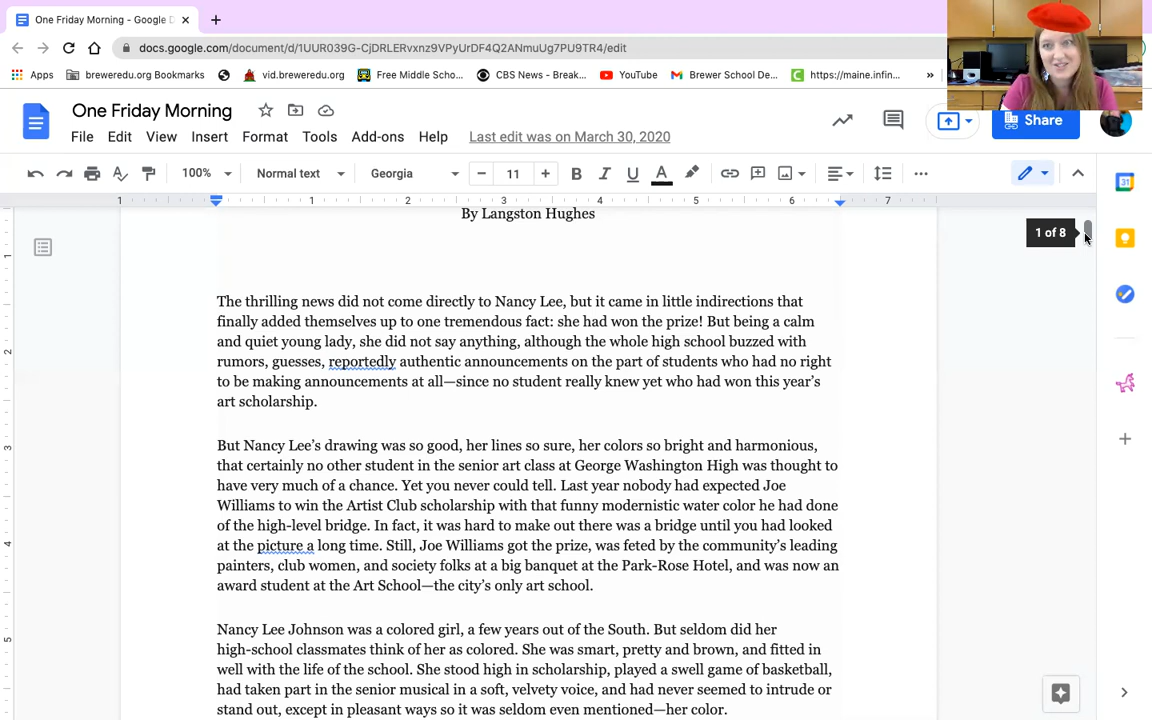 One Friday Morning - Google D
docs.google.com/document/d/1UUR039G-CjDRLERvxnz9VPyUrDF4Q2ANmuUg7PU9TR4/edit
Apps breweredu.org Bookmarks vid.breweredu.org Free Middle Scho... CBS News - Break... YouTube Brewer School De... https://maine.infin... »
One Friday Morning
File Edit View Insert Format Tools Add-ons Help Last edit was on March 30, 2020
Share
100% Normal text Georgia 11 B I U A
1 1 2 3 4 5 6 7
By Langston Hughes
1 of 8
31
The thrilling news did not come directly to Nancy Lee, but it came in little indirections that
finally added themselves up to one tremendous fact: she had won the prize! But being a calm
and quiet young lady, she did not say anything, although the whole high school buzzed with
rumors, guesses, reportedly authentic announcements on the part of students who had no right
to be making announcements at all—since no student really knew yet who had won this year's
art scholarship.
But Nancy Lee's drawing was so good, her lines so sure, her colors so bright and harmonious,
that certainly no other student in the senior art class at George Washington High was thought to
have very much of a chance. Yet you never could tell. Last year nobody had expected Joe
Williams to win the Artist Club scholarship with that funny modernistic water color he had done
of the high-level bridge. In fact, it was hard to make out there was a bridge until you had looked
at the picture a long time. Still, Joe Williams got the prize, was feted by the community's leading
painters, club women, and society folks at a big banquet at the Park-Rose Hotel, and was now an
award student at the Art School—the city's only art school.
Nancy Lee Johnson was a colored girl, a few years out of the South. But seldom did her
high-school classmates think of her as colored. She was smart, pretty and brown, and fitted in
well with the life of the school. She stood high in scholarship, played a swell game of basketball,
had taken part in the senior musical in a soft, velvety voice, and had never seemed to intrude or
stand out, except in pleasant ways so it was seldom even mentioned—her color.
1
2
3
4
5